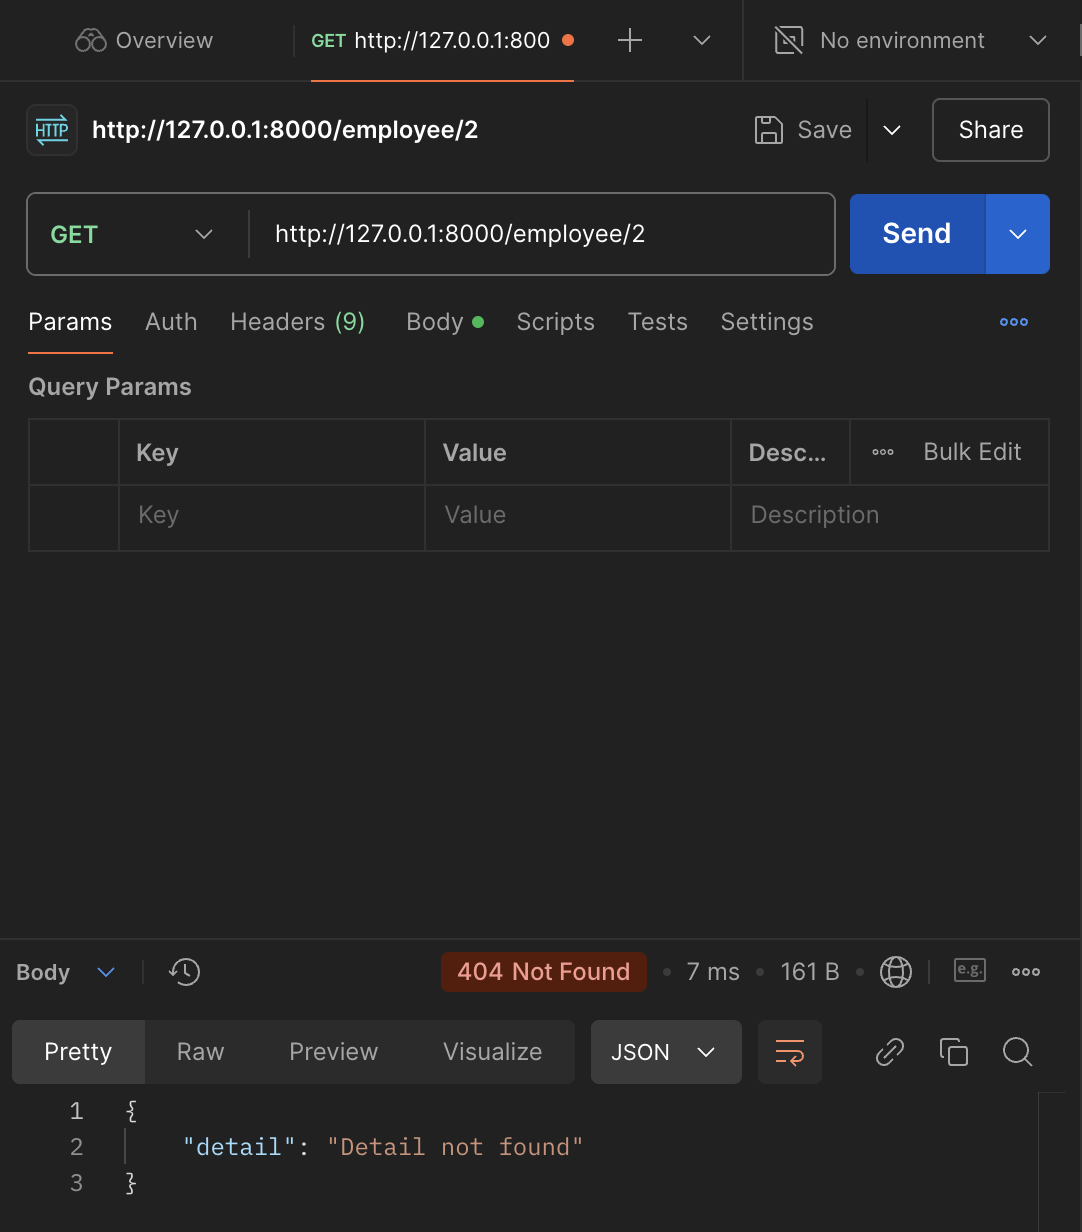 Overview
GET http://127.0.0.1:800
No environment
HTTP
http://127.0.0.1:8000/employee/2
Save
Share
GET
http://127.0.0.1:8000/employee/2
Send
Params Auth Headers (9) Body Scripts Tests Settings
Query Params
Key Value Desc... Bulk Edit
Key Value Description
Body
404 Not Found • 7 ms • 161 B •
e.g.
Pretty Raw Preview Visualize JSON
1 {
2 "detail": "Detail not found"
3 }